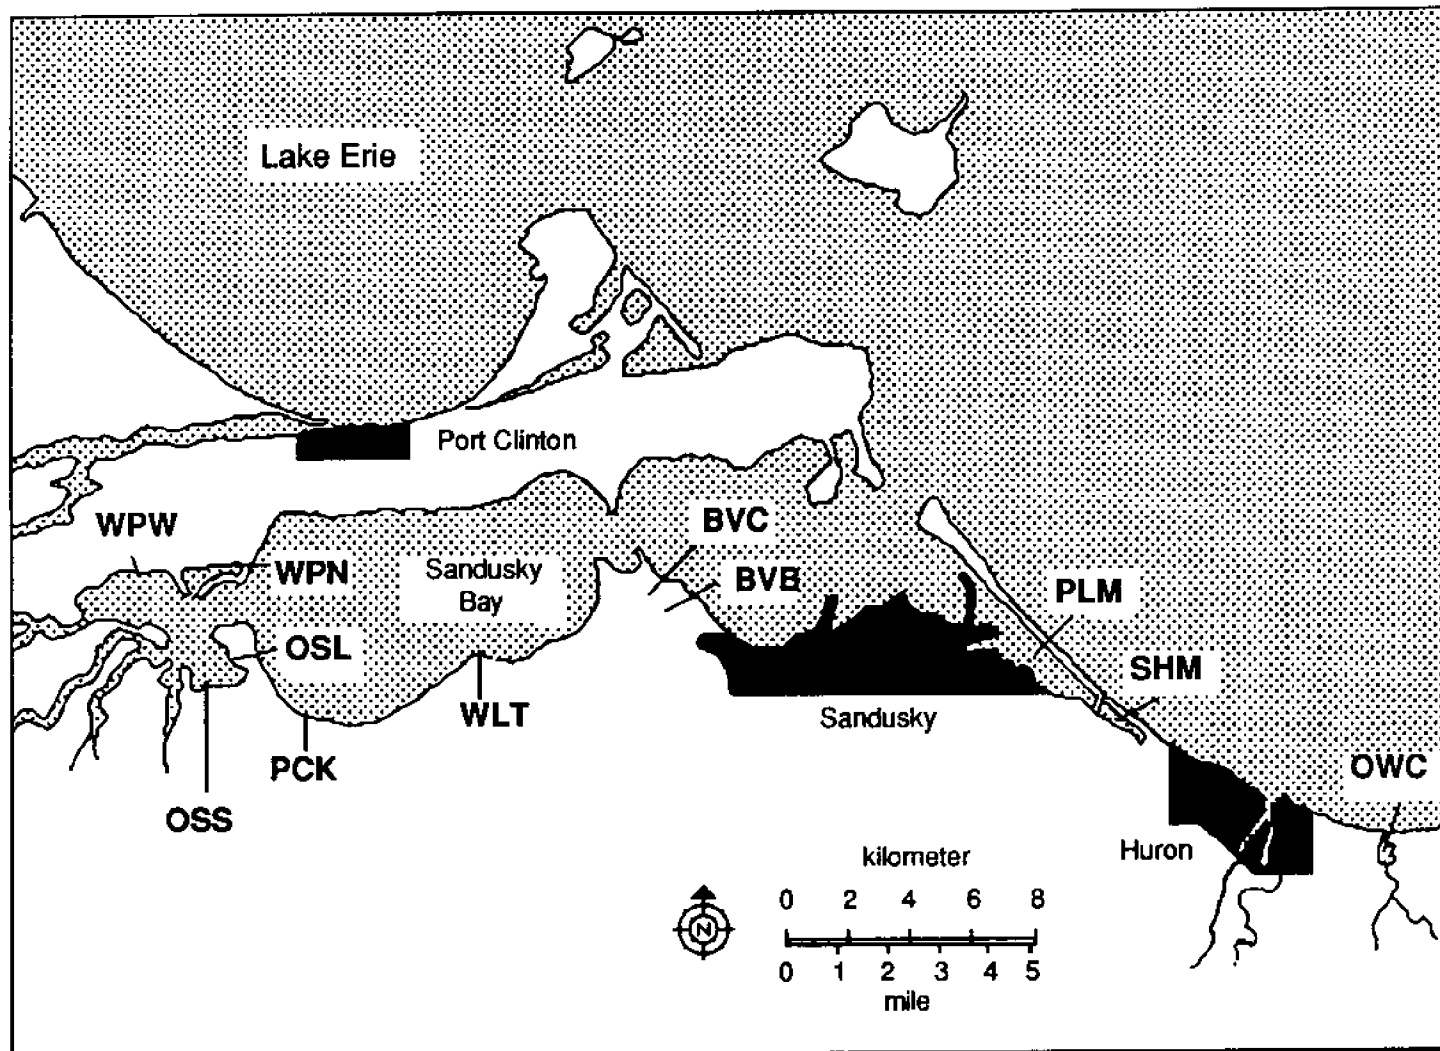 Lake Erie
Port Clinton
WPW
BVC
WPN
Sandusky
Bay
BVB
PLM
OSL
SHM
WLT
Sandusky
PCK
OWC
OSS
Huron
kilometer
0 2 4 6 8
N
0 1 2 3 4 5
mile